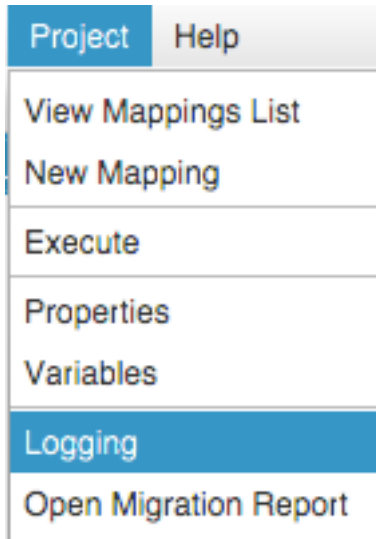 Project Help
View Mappings List
New Mapping
Execute
Properties
Variables
Logging
Open Migration Report